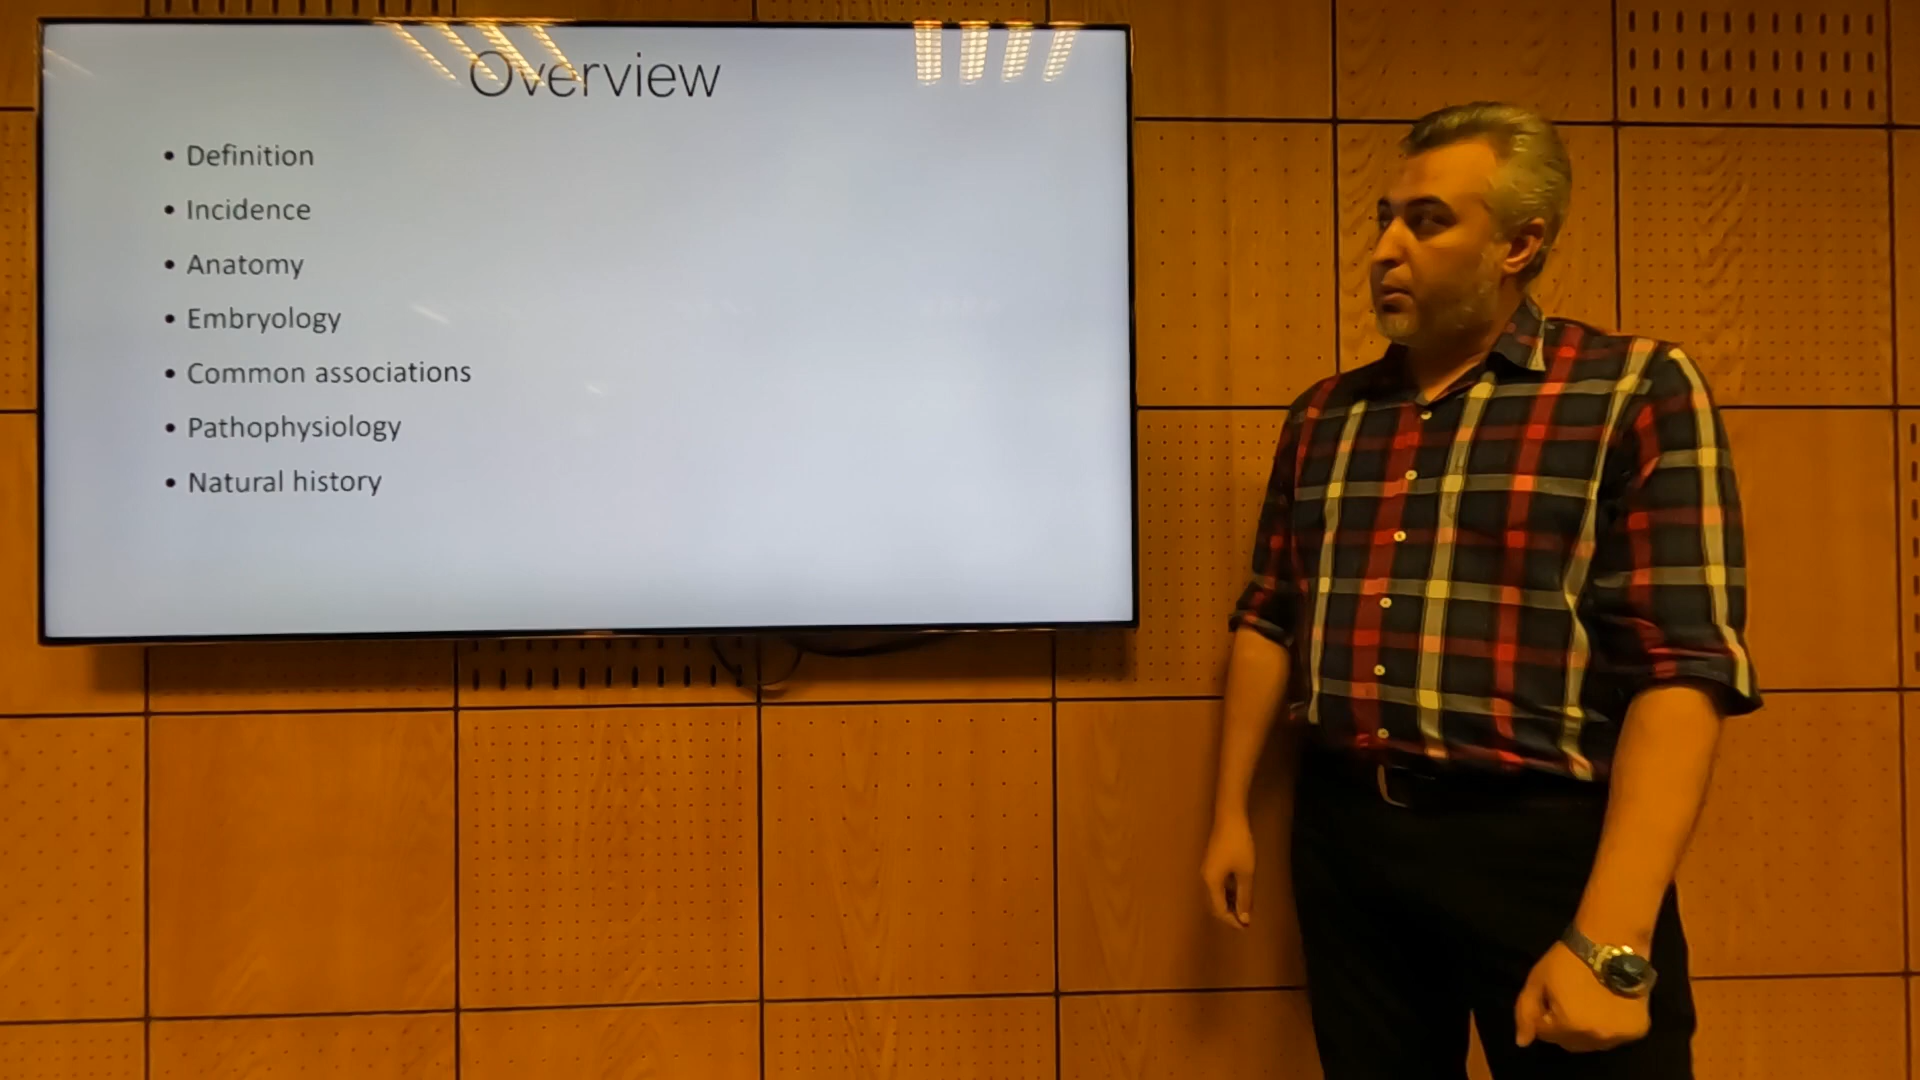 Overview
• Definition
• Incidence
• Anatomy
• Embryology
• Common associations
• Pathophysiology
• Natural history